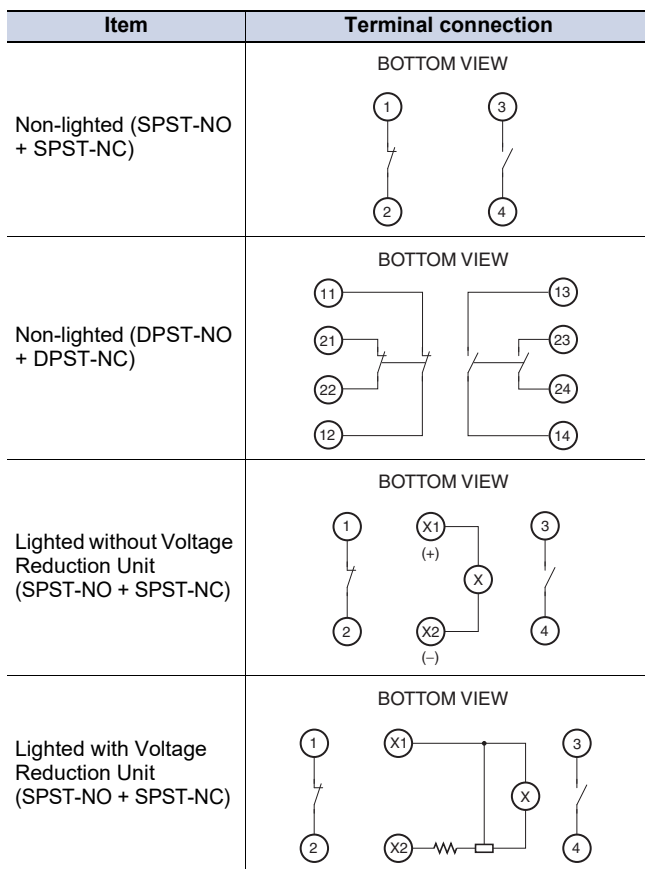 Item Terminal connection
BOTTOM VIEW
1 3
Non-lighted (SPST-NO
+ SPST-NC)
2 4
BOTTOM VIEW
11 13
21 23
Non-lighted (DPST-NO
+ DPST-NC)
22 24
12 14
BOTTOM VIEW
1 X1 3
(+)
Lighted without Voltage
Reduction Unit
(SPST-NO + SPST-NC)
X
2 X2 4
(−)
BOTTOM VIEW
1 X1 3
Lighted with Voltage
Reduction Unit
(SPST-NO + SPST-NC)
X
2 X2 4